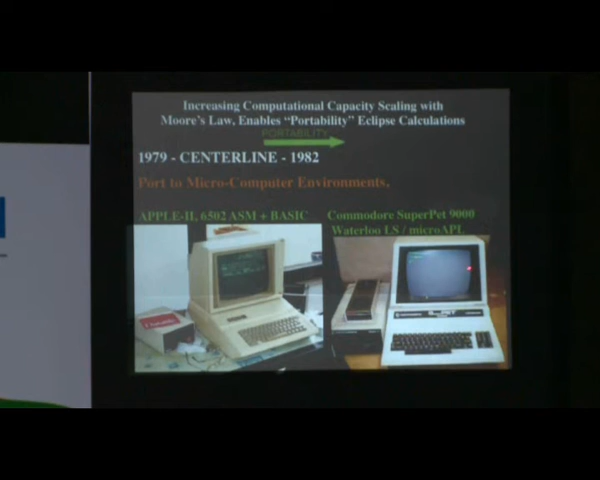 Increasing Computational Capacity Scaling with
Moore's Law, Enables "Portability" Eclipse Calculations
PORTABILITY
1979 - CENTERLINE - 1982
Port to Micro-Computer Environments.
APPLE-II, 6502 ASM + BASIC
Commodore SuperPet 9000
Waterloo LS / microAPL